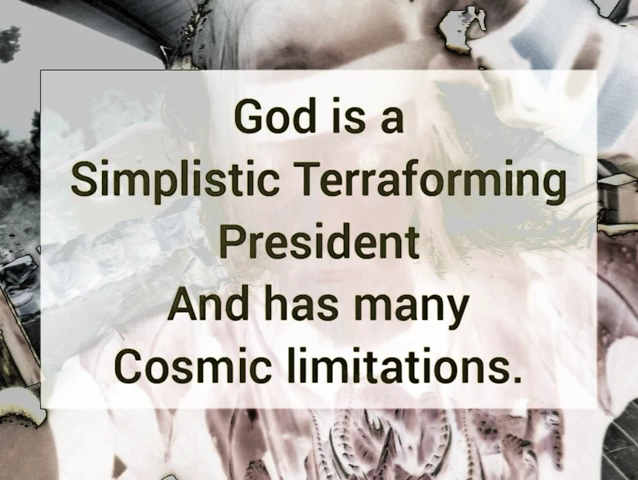 God is a
Simplistic Terraforming
President
And has many
Cosmic limitations.